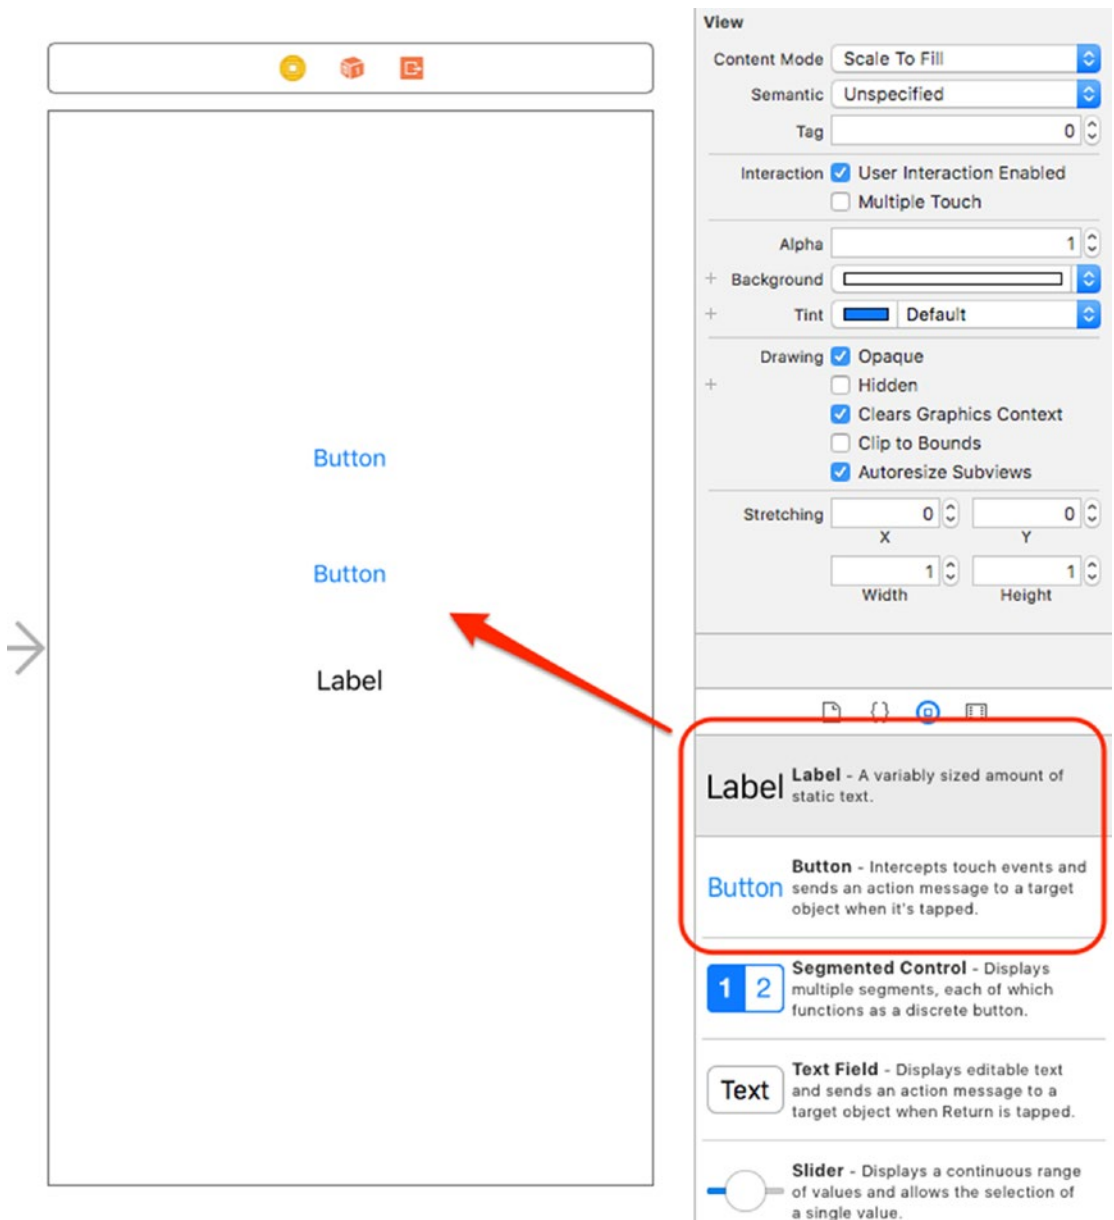 Button
Button
Label
View
Content Mode Scale To Fill
Semantic Unspecified
Tag 0
Interaction User Interaction Enabled
Multiple Touch
Alpha 1
+ Background
+ Tint Default
Drawing Opaque
+ Hidden
Clears Graphics Context
Clip to Bounds
Autoresize Subviews
Stretching 0 0
X Y
1 1
Width Height
{}
Label
Label - A variably sized amount of
static text.
Button
Button - Intercepts touch events and
sends an action message to a target
object when it's tapped.
1 2
Segmented Control - Displays
multiple segments, each of which
functions as a discrete button.
Text
Text Field - Displays editable text
and sends an action message to a
target object when Return is tapped.
Slider - Displays a continuous range
of values and allows the selection of
a single value.